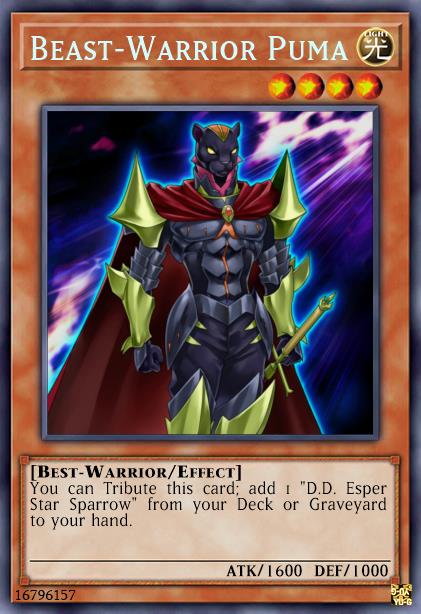 BEAST-WARRIOR PUMA
LIGHT
光
[BEST-WARRIOR/EFFECT]
You can Tribute this card; add 1 "D.D. Esper
Star Sparrow" from your Deck or Graveyard
to your hand.
ATK/1600 DEF/1000
16796157